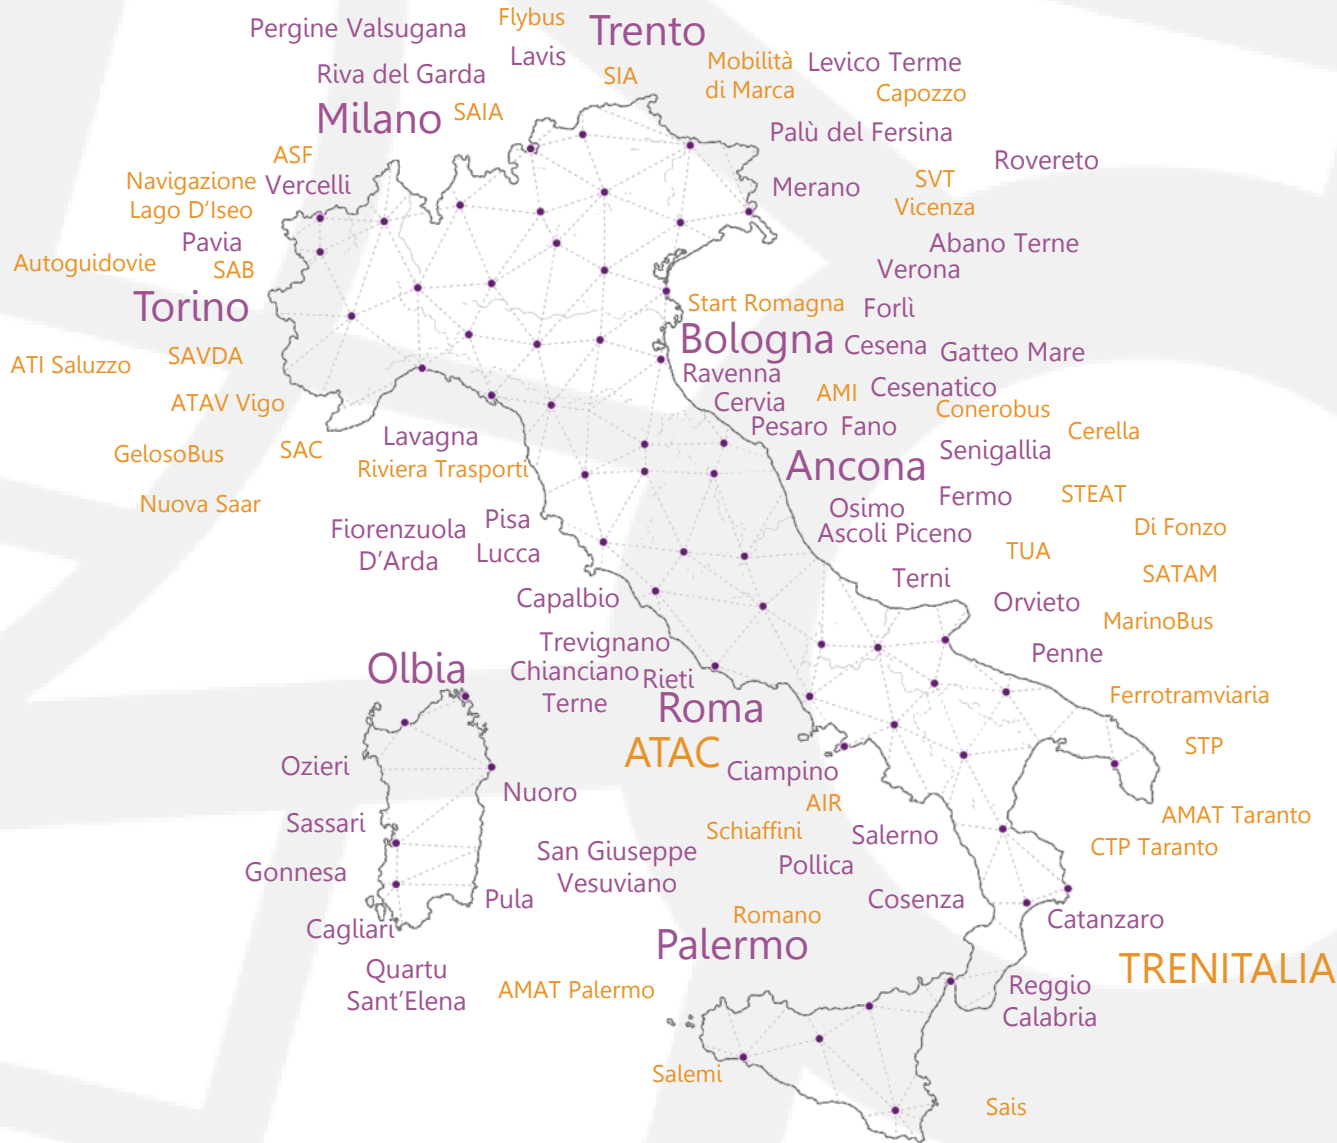 Flybus
Pergine Valsugana
Trento
Lavis
Mobilità
di Marca
Levico Terme
Riva del Garda
SIA
Capozzo
Milano
SAIA
Palù del Fersina
ASF
Rovereto
Navigazione
Lago D'Iseo
Vercelli
Merano
SVT
Vicenza
Pavia
Abano Terne
Autoguidovie
SAB
Verona
Torino
Start Romagna
Forlì
Bologna
Cesena
Gatteo Mare
ATI Saluzzo
SAVDA
Ravenna
AMI
Cesenatico
ATAV Vigo
Cervia
Conerobus
Pesaro
Fano
Cerella
Lavagna
GelosoBus
SAC
Senigallia
Riviera Trasporti
Ancona
Nuova Saar
Fermo
STEAT
Osimo
Fiorenzuola
D'Arda
Pisa
Ascoli Piceno
Di Fonzo
Lucca
TUA
SATAM
Terni
Capalbio
Orvieto
MarinoBus
Trevignano
Penne
Olbia
Chianciano
Terne
Rieti
Ferrotramviaria
Roma
ATAC
STP
Ozieri
Ciampino
Nuoro
AIR
AMAT Taranto
Sassari
Schiaffini
Salerno
CTP Taranto
San Giuseppe
Vesuviano
Gonnesa
Pollica
Pula
Cosenza
Cagliari
Romano
Catanzaro
Palermo
TRENITALIA
Quartu
Sant'Elena
AMAT Palermo
Reggio
Calabria
Salemi
Sais